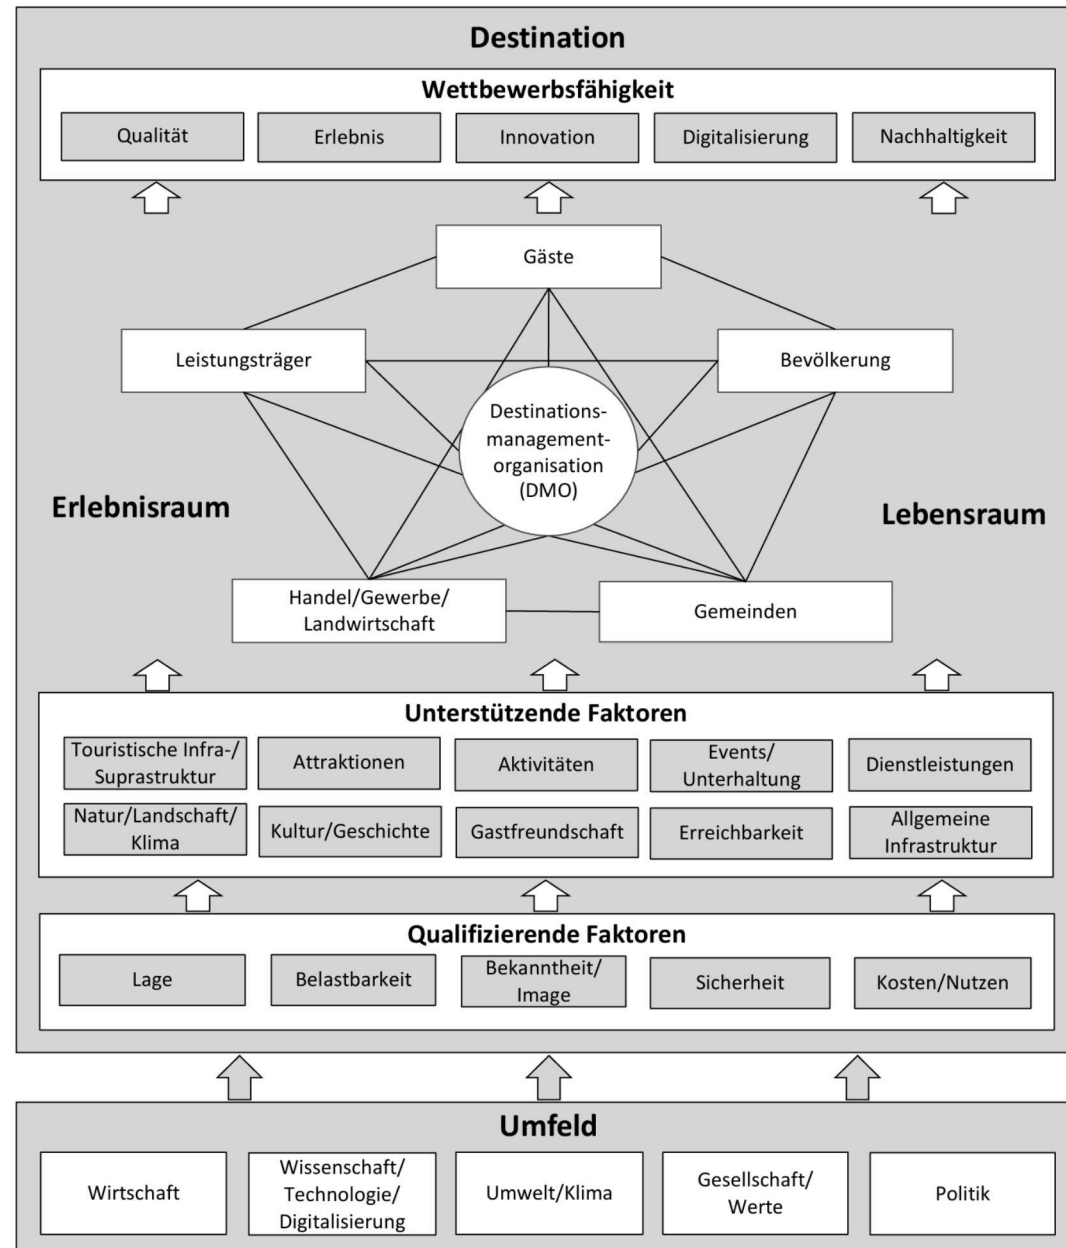 Destination
Wettbewerbsfähigkeit
Qualität
Erlebnis
Innovation
Digitalisierung
Nachhaltigkeit
Gäste
Leistungsträger
Bevölkerung
Destinations-
management-
organisation
(DMO)
Erlebnisraum
Lebensraum
Handel/Gewerbe/
Landwirtschaft
Gemeinden
Unterstützende Faktoren
Touristische Infra-/
Suprastruktur
Attraktionen
Aktivitäten
Events/
Unterhaltung
Dienstleistungen
Natur/Landschaft/
Klima
Kultur/Geschichte
Gastfreundschaft
Erreichbarkeit
Allgemeine
Infrastruktur
Qualifizierende Faktoren
Lage
Belastbarkeit
Bekanntheit/
Image
Sicherheit
Kosten/Nutzen
Umfeld
Wirtschaft
Wissenschaft/
Technologie/
Digitalisierung
Umwelt/Klima
Gesellschaft/
Werte
Politik